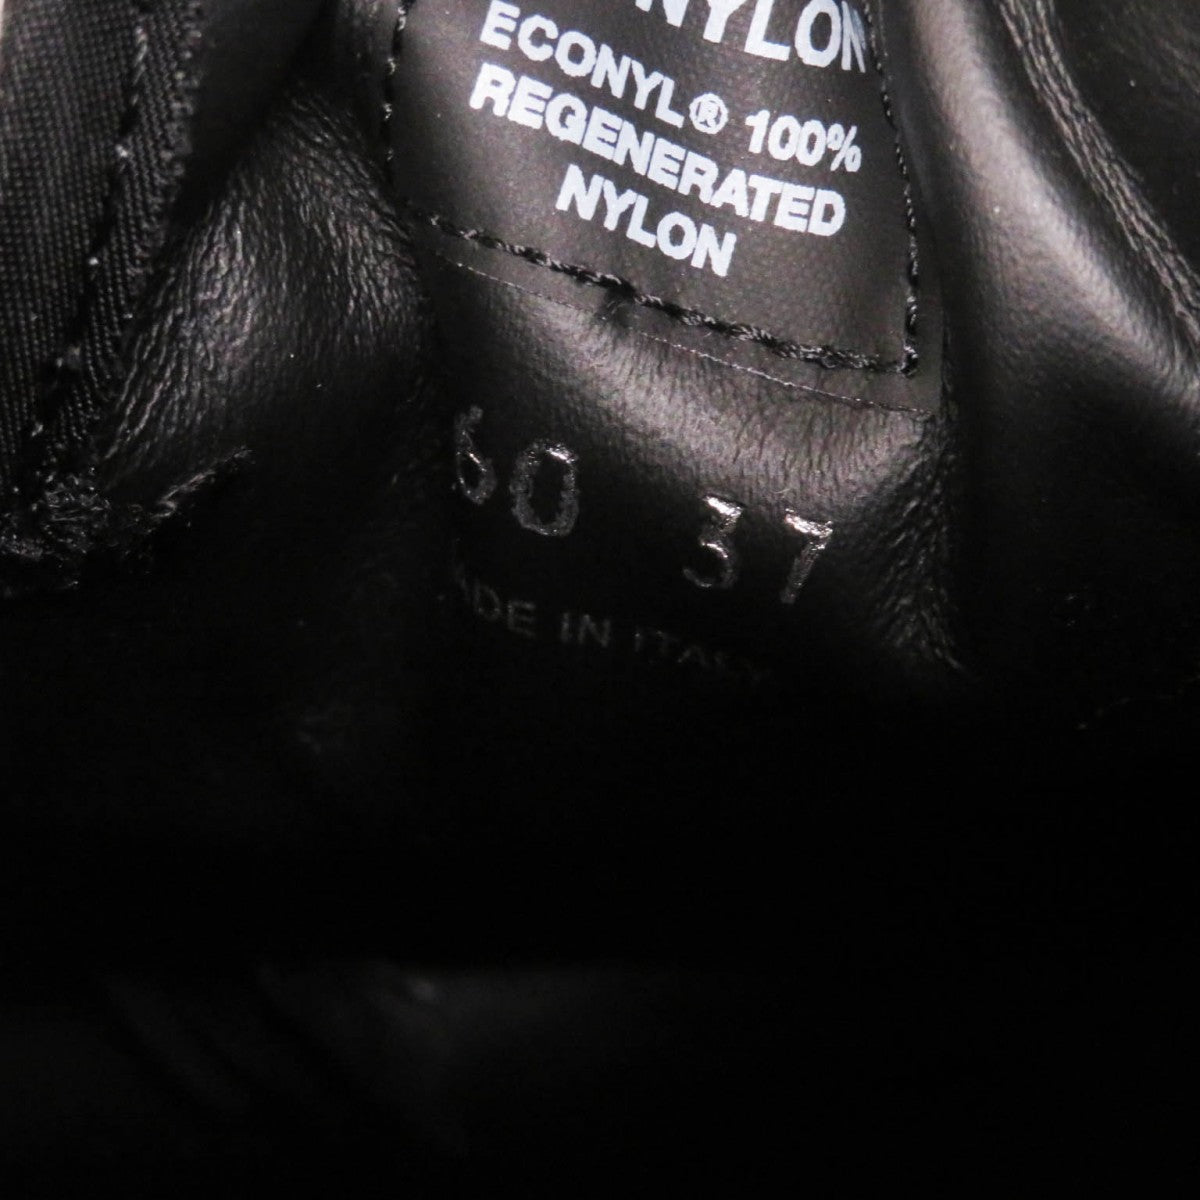 NYLON
ECONYL® 100%
REGENERATED
NYLON
60 37
MADE IN ITALY